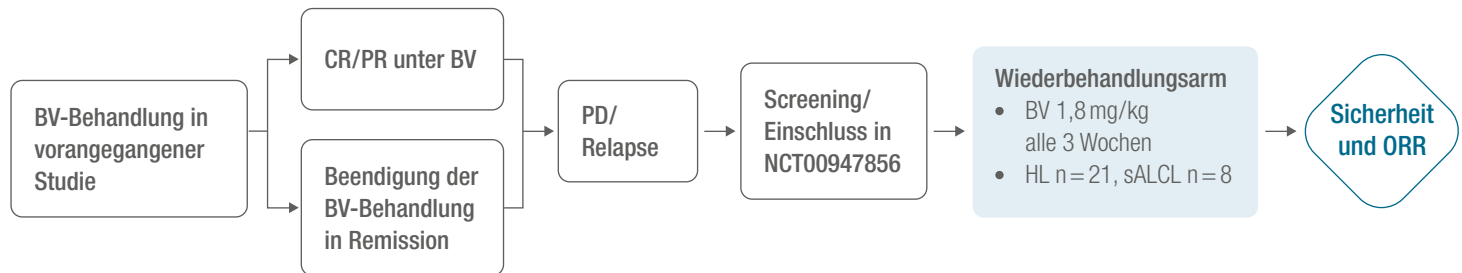 BV-Behandlung in
vorangegangener
Studie
CR/PR unter BV
Beendigung der
BV-Behandlung
in Remission
PD/
Relapse
Screening/
Einschluss in
NCT00947856
Wiederbehandlungsarm
• BV 1,8 mg/kg
alle 3 Wochen
• HL n = 21, sALCL n = 8
Sicherheit
und ORR